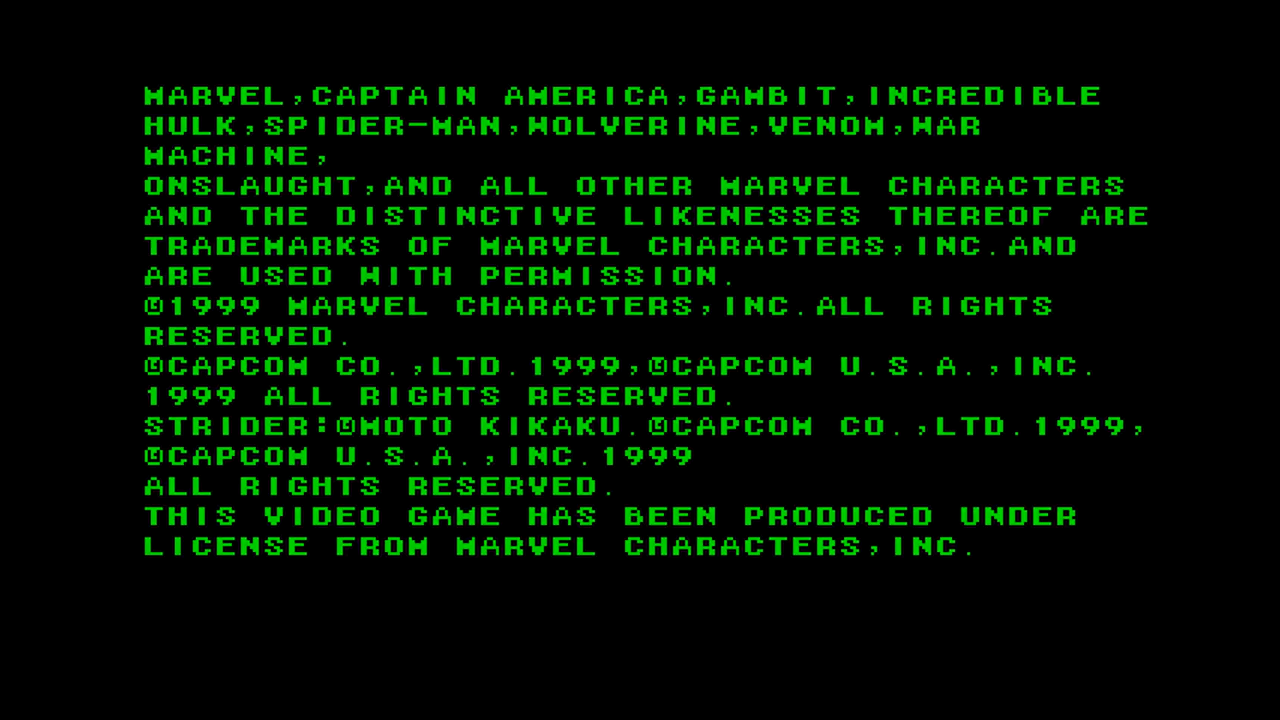 MARVEL,CAPTAIN AMERICA,GAMBIT,INCREDIBLE
HULK,SPIDER-MAN,WOLVERINE,VENOM,WAR
MACHINE,
ONSLAUGHT,AND ALL OTHER MARVEL CHARACTERS
AND THE DISTINCTIVE LIKENESSES THEREOF ARE
TRADEMARKS OF MARVEL CHARACTERS,INC.AND
ARE USED WITH PERMISSION.
©1999 MARVEL CHARACTERS,INC.ALL RIGHTS
RESERVED.
©CAPCOM CO.,LTD.1999,©CAPCOM U.S.A.,INC.
1999 ALL RIGHTS RESERVED.
STRIDER:©MOTO KIKAKU.©CAPCOM CO.,LTD.1999,
©CAPCOM U.S.A.,INC.1999
ALL RIGHTS RESERVED.
THIS VIDEO GAME HAS BEEN PRODUCED UNDER
LICENSE FROM MARVEL CHARACTERS,INC.